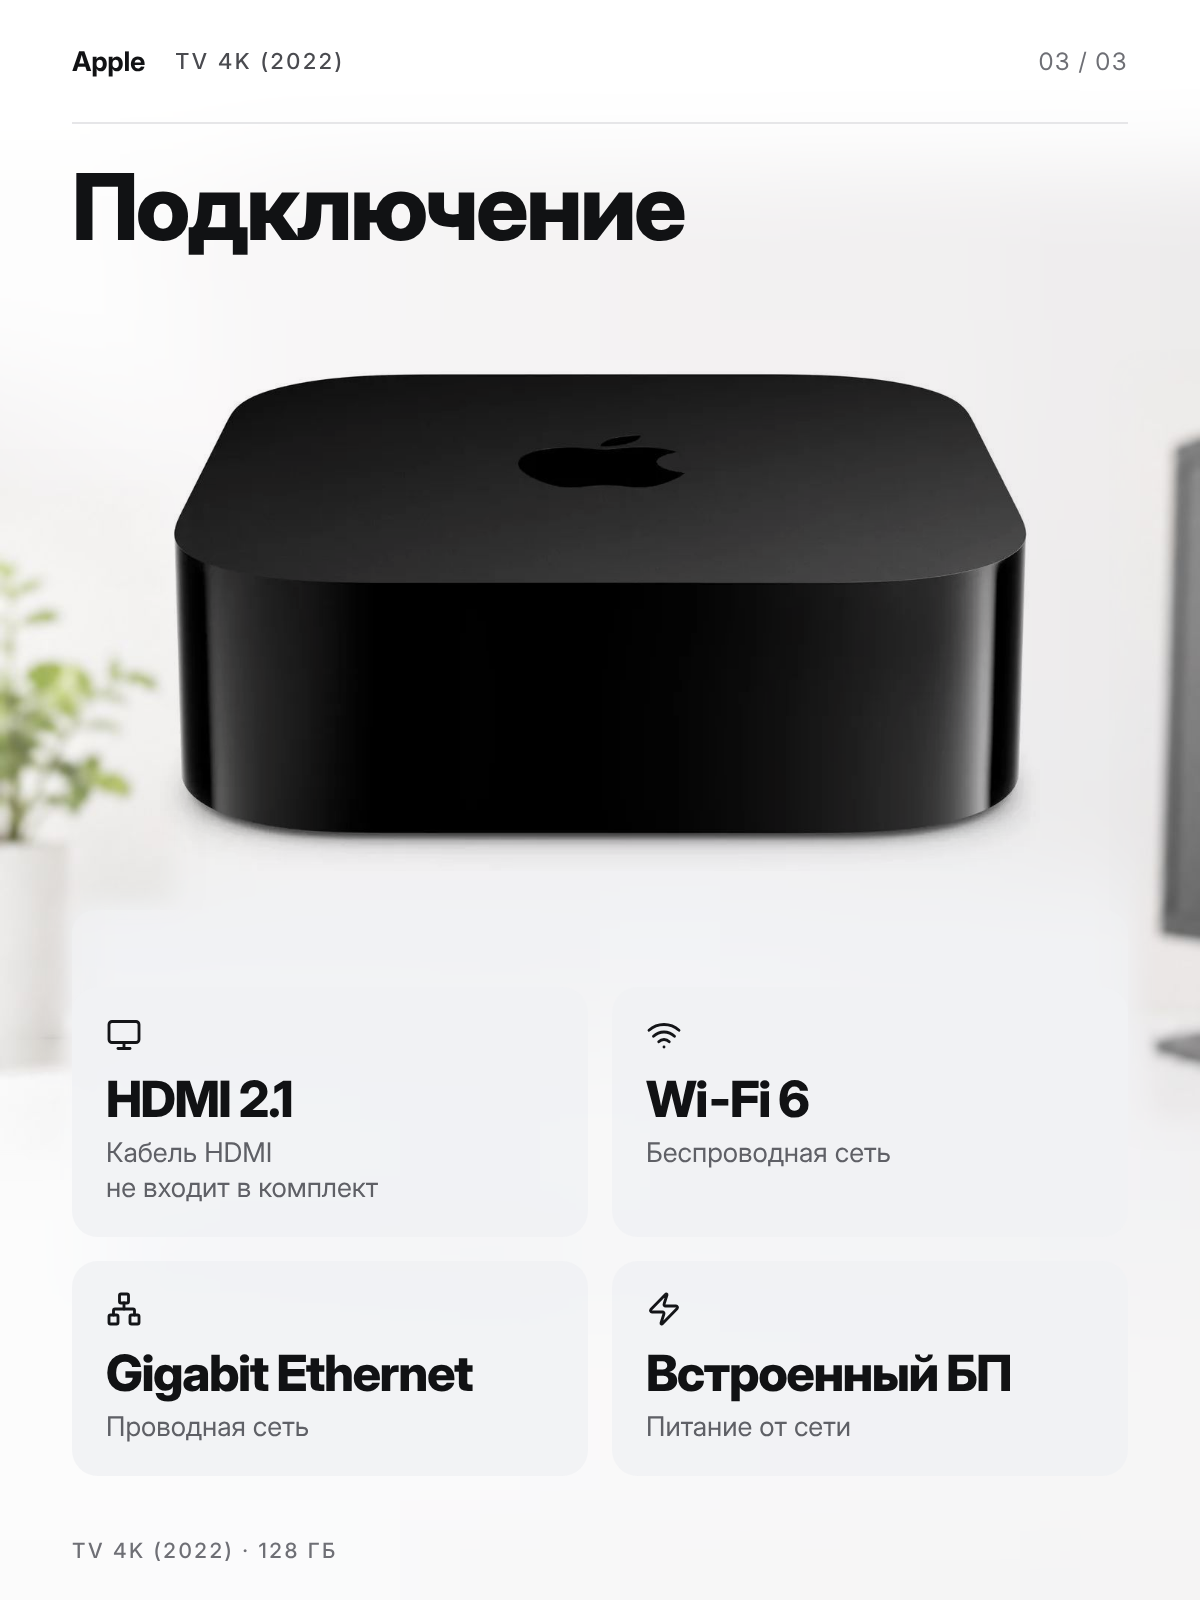 Apple TV 4K (2022) 03 / 03
Подключение
HDMI 2.1
Кабель HDMI
не входит в комплект
Wi-Fi 6
Беспроводная сеть
Gigabit Ethernet
Проводная сеть
Встроенный БП
Питание от сети
TV 4K (2022) · 128 ГБ